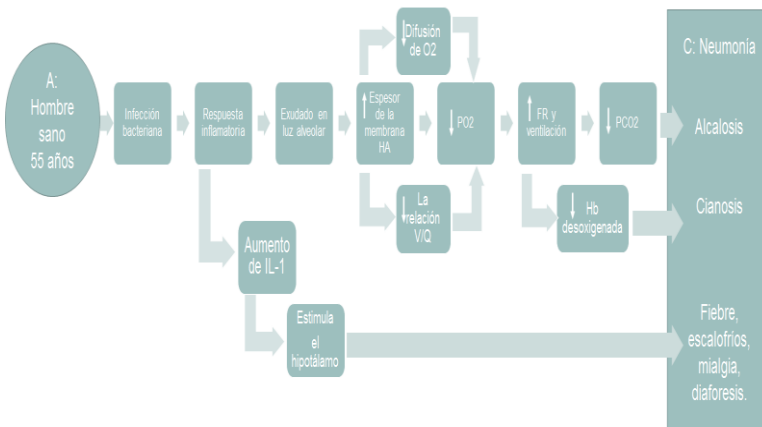 A:
Hombre
sano
55 años
Infección
bacteriana
Respuesta
inflamatoria
Exudado en
luz alveolar
Espesor
de la
membrana
HA
Difusión
de O2
La
relación
V/Q
PO2
FR y
ventilación
PCO2
Hb
desoxigenada
Aumento
de IL-1
Estimula
el
hipotálamo
C: Neumonía
Alcalosis
Cianosis
Fiebre,
escalofríos,
mialgia,
diaforesis.